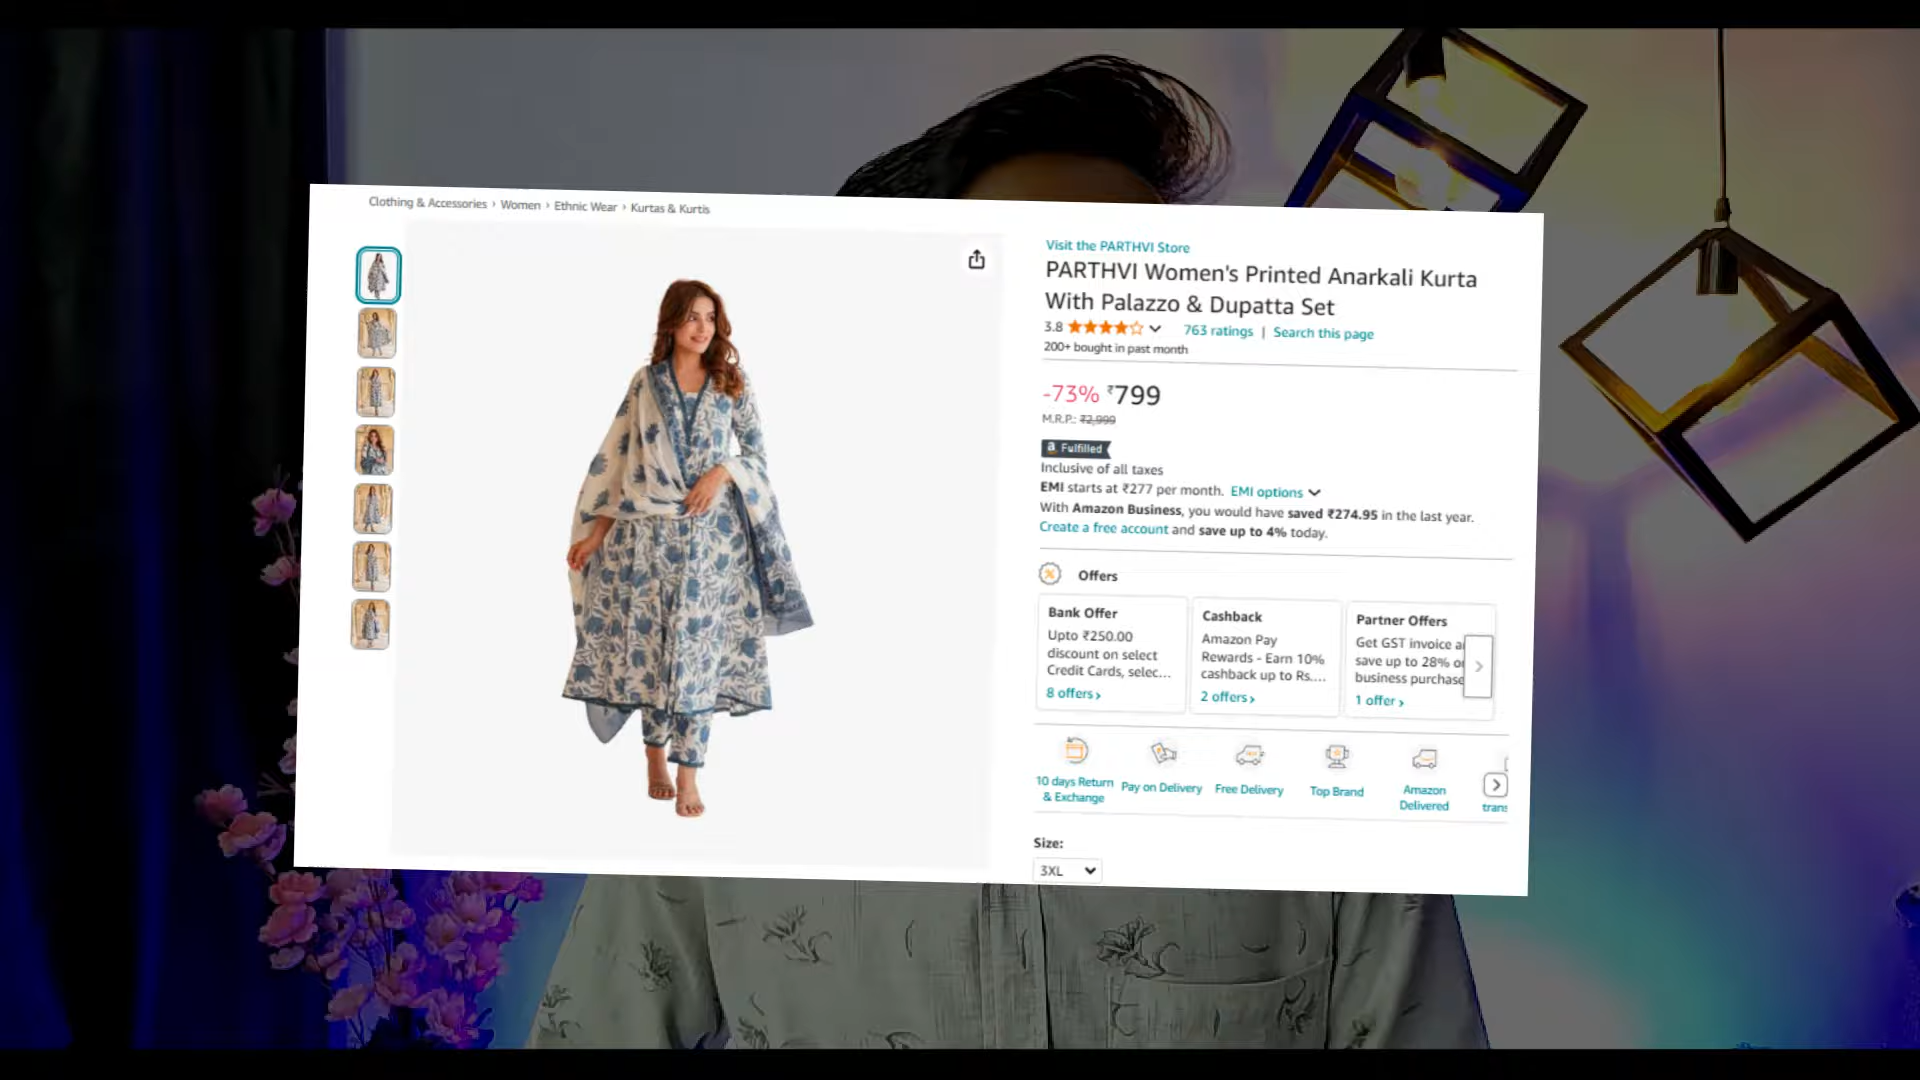 Clothing & Accessories › Women › Ethnic Wear › Kurtas & Kurtis
Visit the PARTHVI Store
PARTHVI Women's Printed Anarkali Kurta
With Palazzo & Dupatta Set
3.8 763 ratings | Search this page
200+ bought in past month
-73% ₹799
M.R.P.: ₹2,999
a Fulfilled
Inclusive of all taxes
EMI starts at ₹277 per month. EMI options
With Amazon Business, you would have saved ₹274.95 in the last year.
Create a free account and save up to 4% today.
Offers
Bank Offer
Upto ₹250.00
discount on select
Credit Cards, selec...
8 offers ›
Cashback
Amazon Pay
Rewards - Earn 10%
cashback up to Rs....
2 offers ›
Partner Offers
Get GST invoice a
save up to 28% o
business purchase
1 offer ›
10 days Return
& Exchange
Pay on Delivery
Free Delivery
Top Brand
Amazon
Delivered
trans
Size:
3XL